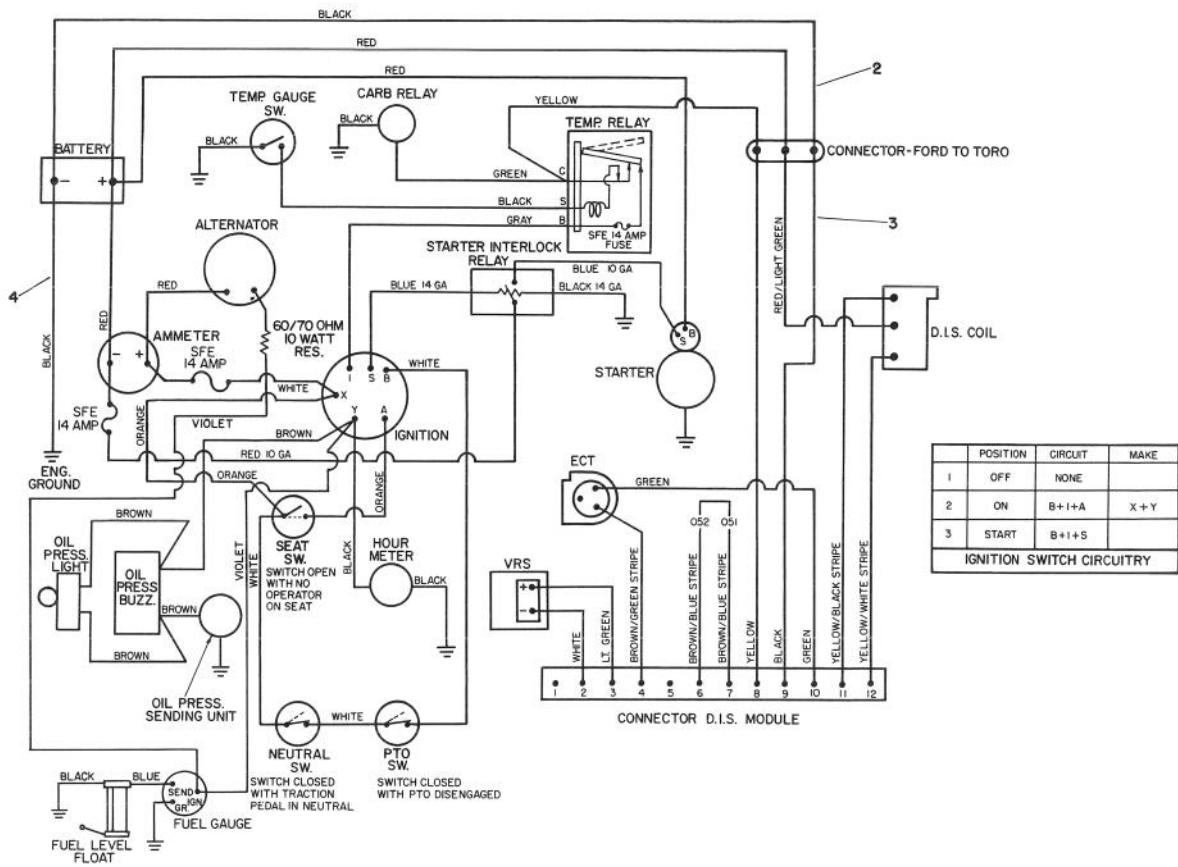 BLACK
RED
RED
2
TEMP. GAUGE
SW.
CARB RELAY
YELLOW
BLACK
BLACK
TEMP. RELAY
BATTERY
CONNECTOR-FORD TO TORO
- +
GREEN
C
BLACK
S
ALTERNATOR
GRAY
B
SFE 14 AMP
FUSE
3
STARTER INTERLOCK
RELAY
BLUE 10 GA
RED/LIGHT GREEN
4
RED
BLUE 14 GA
BLACK 14 GA
RED
AMMETER
- +
60/70 OHM
10 WATT
RES.
D.I.S. COIL
BLACK
SFE
14 AMP
WHITE
I S B
WHITE
B
S
STARTER
X
SFE
14 AMP
ORANGE
VIOLET
BROWN
Y A
IGNITION
RED 10 GA
ENG.
GROUND
ORANGE
ORANGE
ECT
GREEN
POSITION CIRCUIT MAKE
1 OFF NONE
2 ON B+I+A X+Y
3 START B+I+S
IGNITION SWITCH CIRCUITRY
BROWN
OIL
PRESS.
LIGHT
OIL
PRESS
BUZZ.
VIOLET
WHITE
SEAT
SW.
SWITCH OPEN
WITH NO
OPERATOR
ON SEAT
BLACK
HOUR
METER
BLACK
052 051
VRS
+
-
BROWN
BROWN
OIL PRESS.
SENDING UNIT
WHITE
LT. GREEN
BROWN/GREEN STRIPE
BROWN/BLUE STRIPE
BROWN/BLUE STRIPE
YELLOW
BLACK
GREEN
YELLOW/BLACK STRIPE
YELLOW/WHITE STRIPE
1 2 3 4 5 6 7 8 9 10 11 12
CONNECTOR D.I.S. MODULE
WHITE
NEUTRAL
SW.
SWITCH CLOSED
WITH TRACTION
PEDAL IN NEUTRAL
PTO
SW.
SWITCH CLOSED
WITH PTO DISENGAGED
BLACK
BLUE
SEND
IGN.
GR.
FUEL GAUGE
FUEL LEVEL
FLOAT